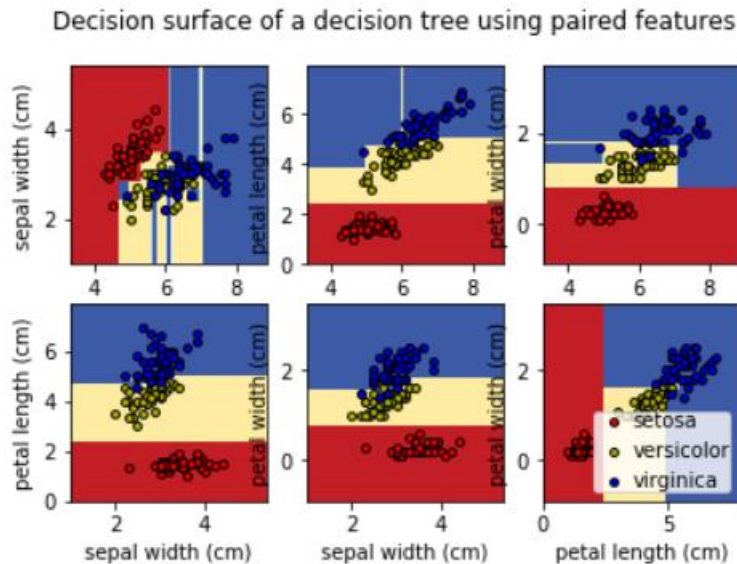 Decision surface of a decision tree using paired features
sepal width (cm)
4
2
4 6 8
petal length (cm)
6
4
2
0
4 6 8
petal width (cm)
2
0
4 6 8
petal length (cm)
6
4
2
0
2 4
sepal width (cm)
petal width (cm)
2
0
2 4
sepal width (cm)
petal width (cm)
2
0
0 5
petal length (cm)
setosa
versicolor
virginica